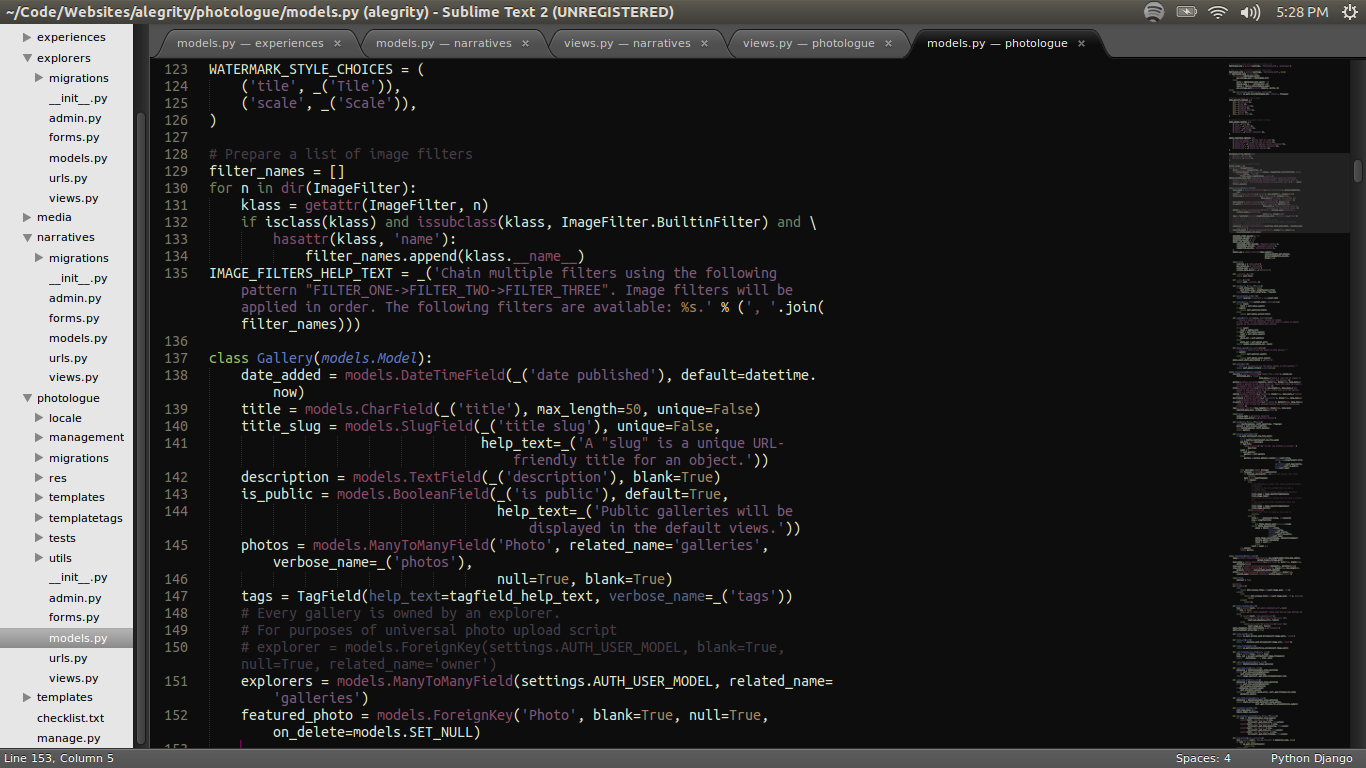 ~/Code/Websites/alegrity/photologue/models.py (alegrity) - Sublime Text 2 (UNREGISTERED)
5:28 PM
experiences
explorers
migrations
__init__.py
admin.py
forms.py
models.py
urls.py
views.py
media
narratives
migrations
__init__.py
admin.py
forms.py
models.py
urls.py
views.py
photologue
locale
management
migrations
res
templates
templatetags
tests
utils
__init__.py
admin.py
forms.py
models.py
urls.py
views.py
templates
checklist.txt
manage.py
models.py — experiences ×
models.py — narratives ×
views.py — narratives ×
views.py — photologue ×
models.py — photologue ×
123 WATERMARK_STYLE_CHOICES = (
124     ('tile', _('Tile')),
125     ('scale', _('Scale')),
126 )
127
128 # Prepare a list of image filters
129 filter_names = []
130 for n in dir(ImageFilter):
131     klass = getattr(ImageFilter, n)
132     if isclass(klass) and issubclass(klass, ImageFilter.BuiltinFilter) and \
133         hasattr(klass, 'name'):
134             filter_names.append(klass.__name__)
135 IMAGE_FILTERS_HELP_TEXT = _('Chain multiple filters using the following
pattern "FILTER_ONE->FILTER_TWO->FILTER_THREE". Image filters will be
applied in order. The following filters are available: %s.' % (', '.join(
filter_names)))
136
137 class Gallery(models.Model):
138     date_added = models.DateTimeField(_('date published'), default=datetime.
now)
139     title = models.CharField(_('title'), max_length=50, unique=False)
140     title_slug = models.SlugField(_('title slug'), unique=False,
141                                   help_text=_('A "slug" is a unique URL-
friendly title for an object.'))
142     description = models.TextField(_('description'), blank=True)
143     is_public = models.BooleanField(_('is public'), default=True,
144                                     help_text=_('Public galleries will be
displayed in the default views.'))
145     photos = models.ManyToManyField('Photo', related_name='galleries',
verbose_name=_('photos'),
146                                     null=True, blank=True)
147     tags = TagField(help_text=tagfield_help_text, verbose_name=_('tags'))
148     # Every gallery is owned by an explorer.
149     # For purposes of universal photo upload script
150     # explorer = models.ForeignKey(settings.AUTH_USER_MODEL, blank=True,
null=True, related_name='owner')
151     explorers = models.ManyToManyField(settings.AUTH_USER_MODEL, related_name=
'galleries')
152     featured_photo = models.ForeignKey('Photo', blank=True, null=True,
on_delete=models.SET_NULL)
153
Line 153, Column 5
Spaces: 4
Python Django